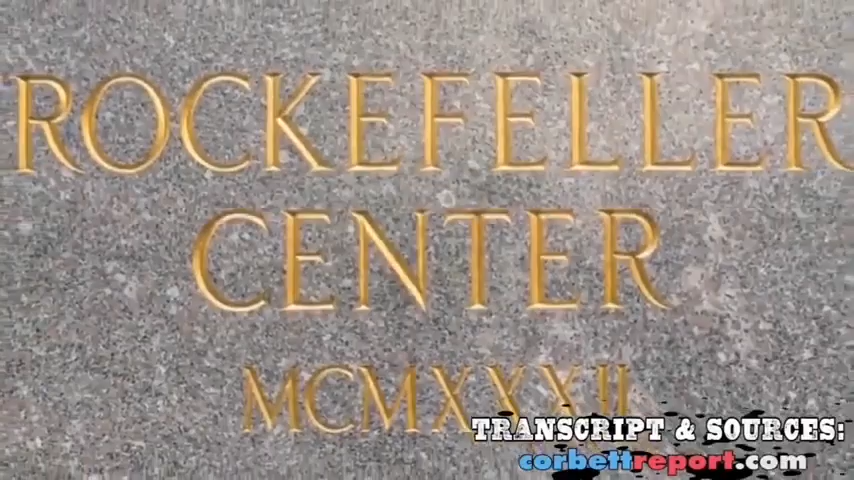 ROCKEFELLER
CENTER
MCMXXXII
TRANSCRIPT & SOURCES:
corbettreport.com